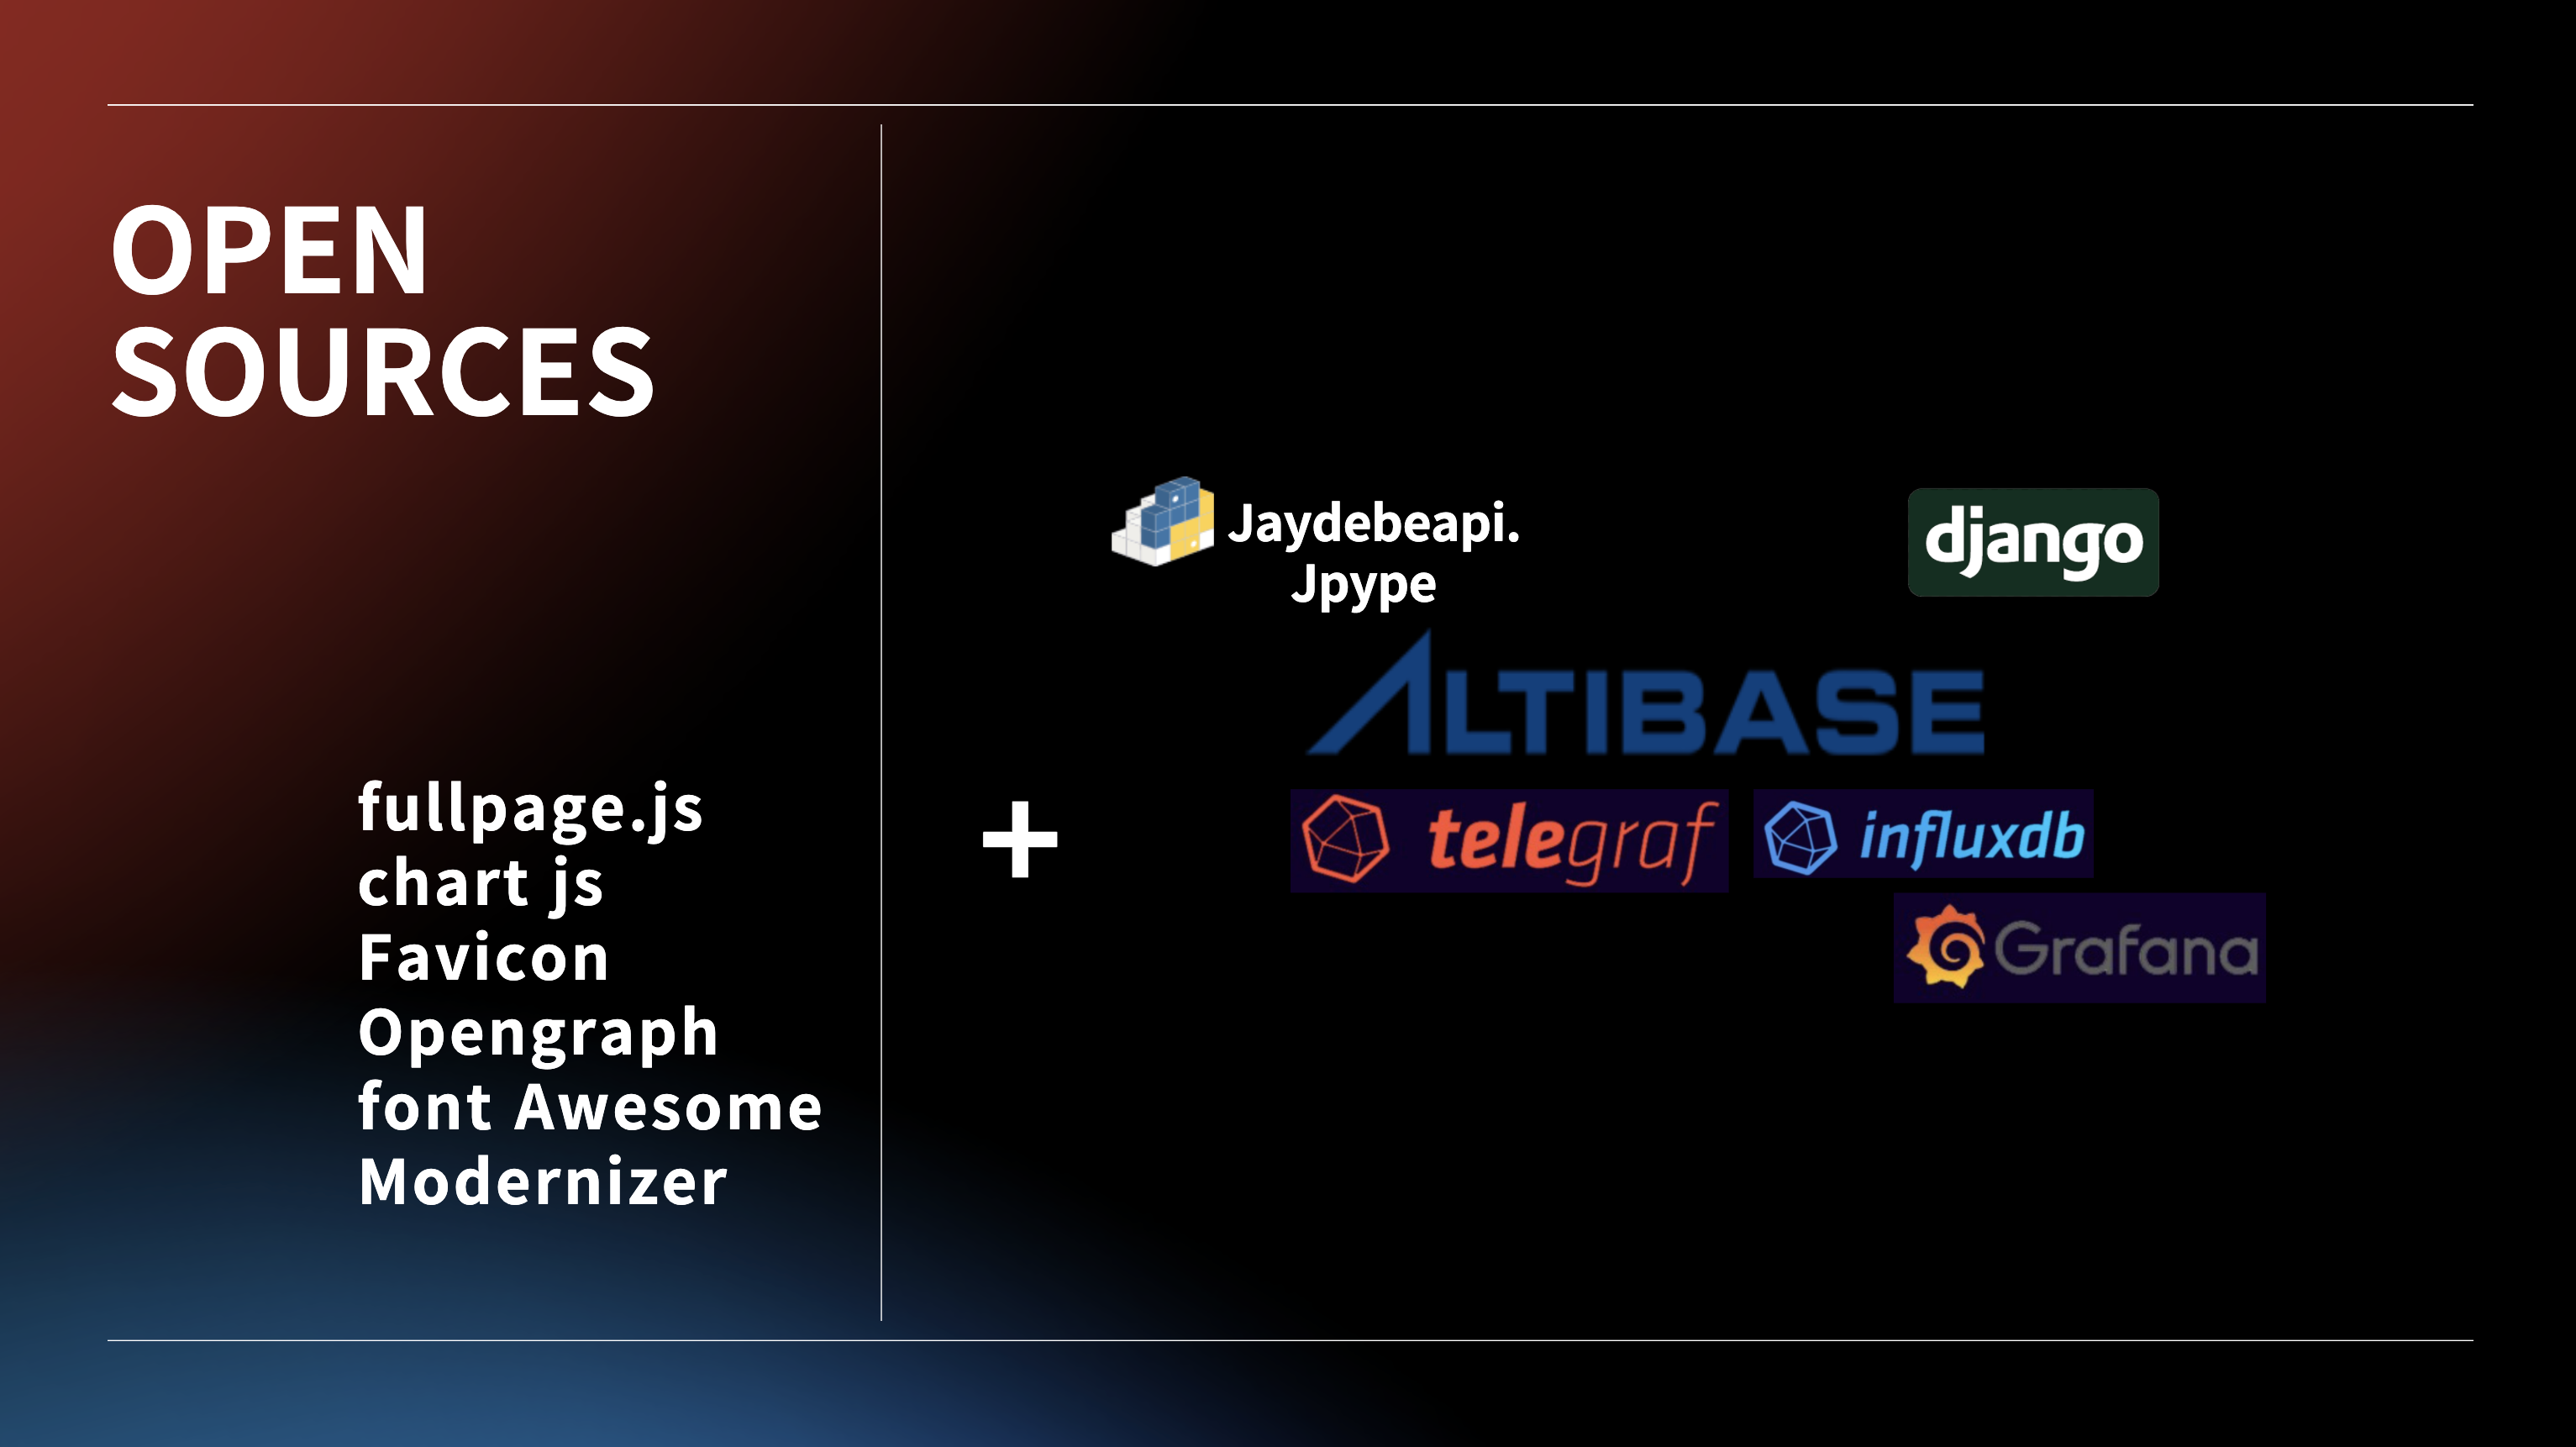 OPEN
SOURCES
fullpage.js
chart js
Favicon
Opengraph
font Awesome
Modernizer
+
Jaydebeapi.
Jpype
django
ALTIBASE
telegraf
influxdb
Grafana